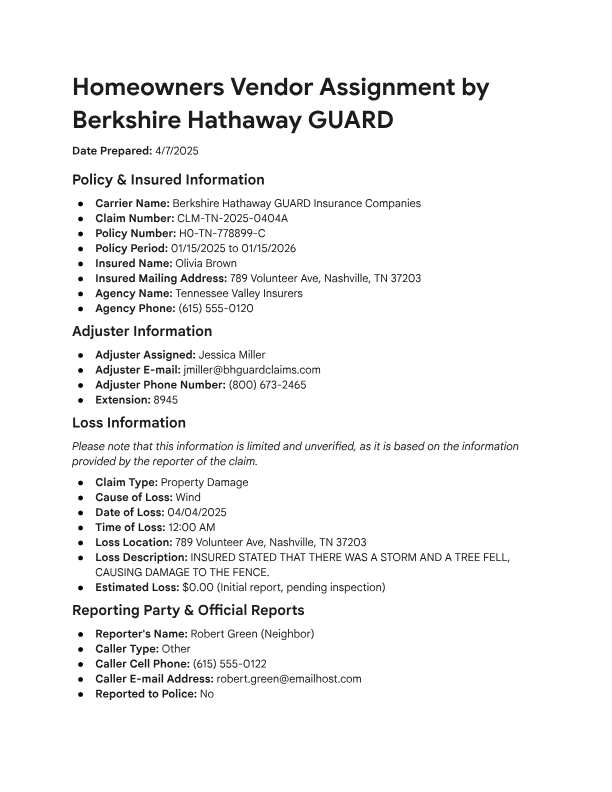 Homeowners Vendor Assignment by
Berkshire Hathaway GUARD
Date Prepared: 4/7/2025
Policy & Insured Information
● Carrier Name: Berkshire Hathaway GUARD Insurance Companies
● Claim Number: CLM-TN-2025-0404A
● Policy Number: HO-TN-778899-C
● Policy Period: 01/15/2025 to 01/15/2026
● Insured Name: Olivia Brown
● Insured Mailing Address: 789 Volunteer Ave, Nashville, TN 37203
● Agency Name: Tennessee Valley Insurers
● Agency Phone: (615) 555-0120
Adjuster Information
● Adjuster Assigned: Jessica Miller
● Adjuster E-mail: jmiller@bhguardclaims.com
● Adjuster Phone Number: (800) 673-2465
● Extension: 8945
Loss Information
Please note that this information is limited and unverified, as it is based on the information
provided by the reporter of the claim.
● Claim Type: Property Damage
● Cause of Loss: Wind
● Date of Loss: 04/04/2025
● Time of Loss: 12:00 AM
● Loss Location: 789 Volunteer Ave, Nashville, TN 37203
● Loss Description: INSURED STATED THAT THERE WAS A STORM AND A TREE FELL,
CAUSING DAMAGE TO THE FENCE.
● Estimated Loss: $0.00 (Initial report, pending inspection)
Reporting Party & Official Reports
● Reporter's Name: Robert Green (Neighbor)
● Caller Type: Other
● Caller Cell Phone: (615) 555-0122
● Caller E-mail Address: robert.green@emailhost.com
● Reported to Police: No